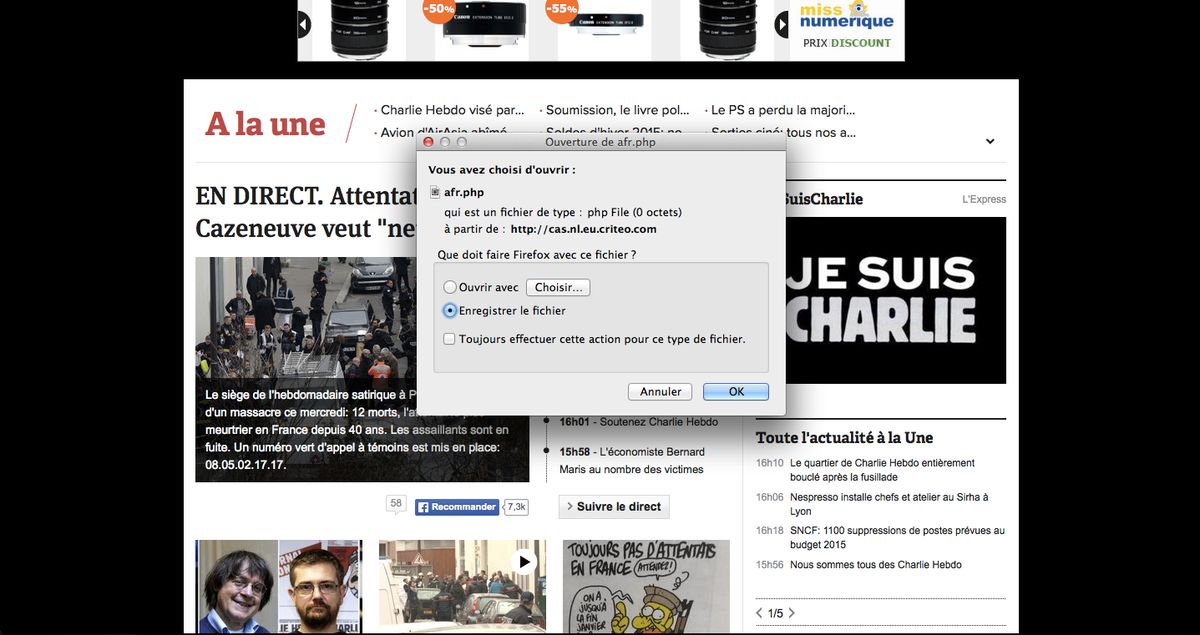 -50%
Canon EXTENSION TUBE EF25 II
-55%
miss
numerique
PRIX DISCOUNT
A la une
• Charlie Hebdo visé par...
• Soumission, le livre pol...
• Le PS a perdu la majori...
• Avion d'AirAsia abîmé
• Soldes d'hiver 2015:
• Sorties ciné: tous nos a...
Ouverture de afr.php
Vous avez choisi d'ouvrir :
afr.php
qui est un fichier de type : php File (0 octets)
à partir de : http://cas.nl.eu.criteo.com
Que doit faire Firefox avec ce fichier ?
Ouvrir avec
Choisir...
Enregistrer le fichier
Toujours effectuer cette action pour ce type de fichier.
Annuler
OK
EN DIRECT. Attentat
Cazeneuve veut "ne
Le siège de l'hebdomadaire satirique à P
d'un massacre ce mercredi: 12 morts, l'attentat le plus
meurtrier en France depuis 40 ans. Les assaillants sont en
fuite. Un numéro vert d'appel à témoins est mis en place:
08.05.02.17.17.
58
Recommander
7,3k
16h01 - Soutenez Charlie Hebdo
15h58 - L'économiste Bernard
Maris au nombre des victimes
> Suivre le direct
SuisCharlie
L'Express
JE SUIS
CHARLIE
Toute l'actualité à la Une
16h10 Le quartier de Charlie Hebdo entièrement
bouclé après la fusillade
16h06 Nespresso installe chefs et atelier au Sirha à
Lyon
16h18 SNCF: 1100 suppressions de postes prévues au
budget 2015
15h56 Nous sommes tous des Charlie Hebdo
< 1/5 >
TOUJOURS PAS D'ATTENTATS
EN FRANCE
ATTENDEZ!
ON A
JUSQU'À
LA FIN
JANVIER